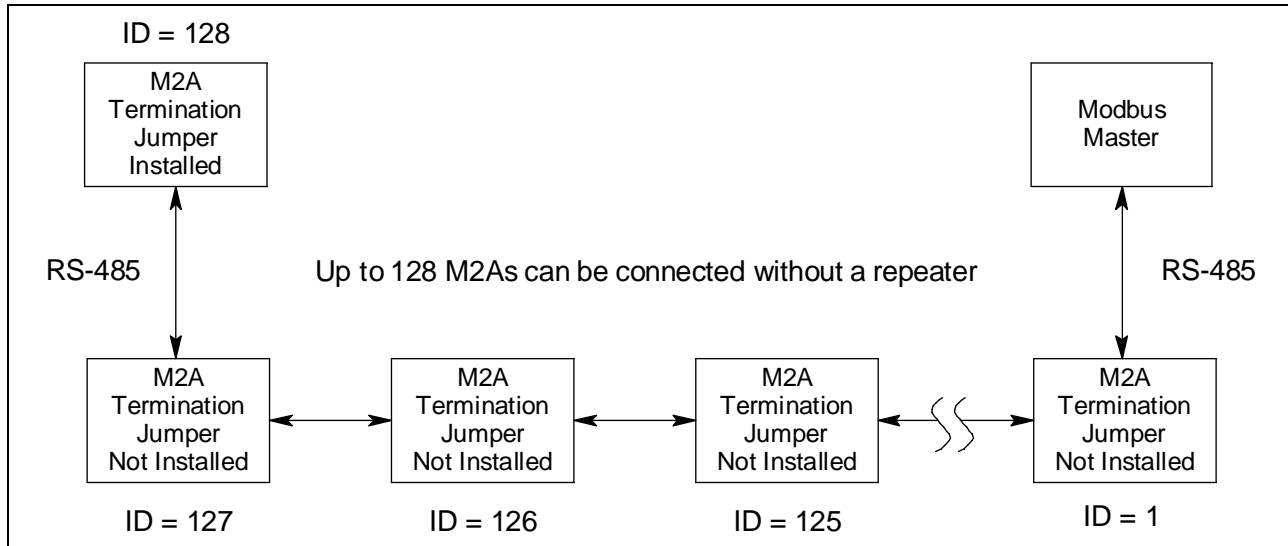 ID = 128
M2A
Termination
Jumper
Installed
Modbus
Master
RS-485
Up to 128 M2As can be connected without a repeater
RS-485
M2A
Termination
Jumper
Not Installed
M2A
Termination
Jumper
Not Installed
M2A
Termination
Jumper
Not Installed
M2A
Termination
Jumper
Not Installed
ID = 127
ID = 126
ID = 125
ID = 1